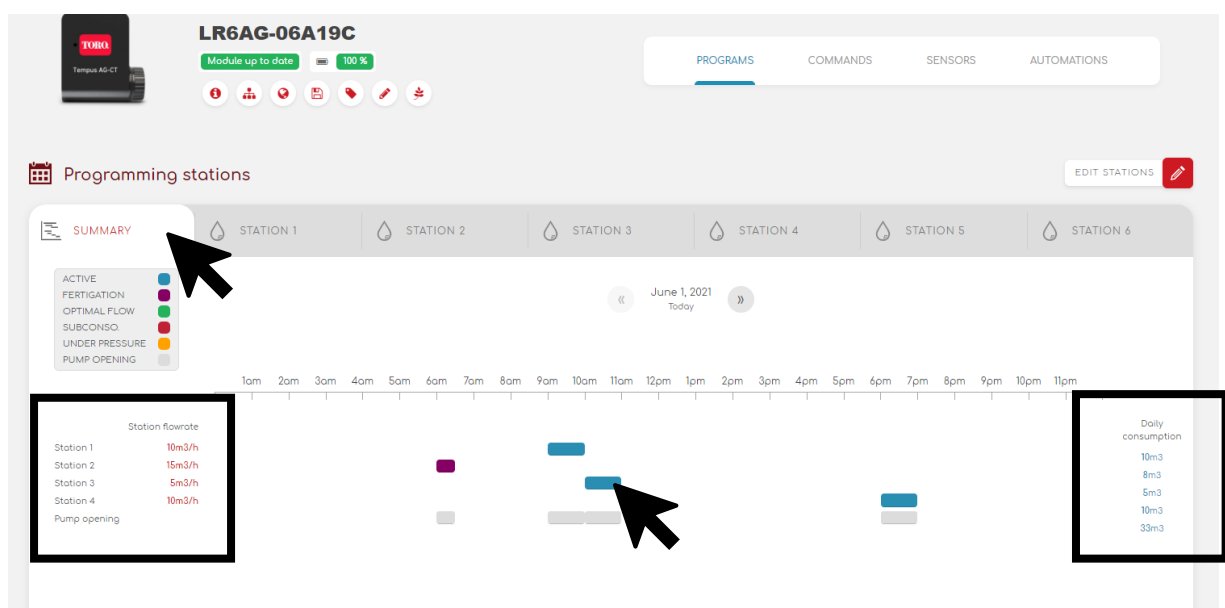 LR6AG-06A19C
TORO.
Tempus AG-CT
Module up to date
100 %
PROGRAMS COMMANDS SENSORS AUTOMATIONS
Programming stations
EDIT STATIONS
SUMMARY STATION 1 STATION 2 STATION 3 STATION 4 STATION 5 STATION 6
ACTIVE
FERTIGATION
OPTIMAL FLOW
SUBCONSO.
UNDER PRESSURE
PUMP OPENING
« June 1, 2021 »
Today
1am 2am 3am 4am 5am 6am 7am 8am 9am 10am 11am 12pm 1pm 2pm 3pm 4pm 5pm 6pm 7pm 8pm 9pm 10pm 11pm
Station flowrate
Station 1 10m3/h
Station 2 15m3/h
Station 3 5m3/h
Station 4 10m3/h
Pump opening
Daily
consumption
10m3
8m3
5m3
10m3
33m3